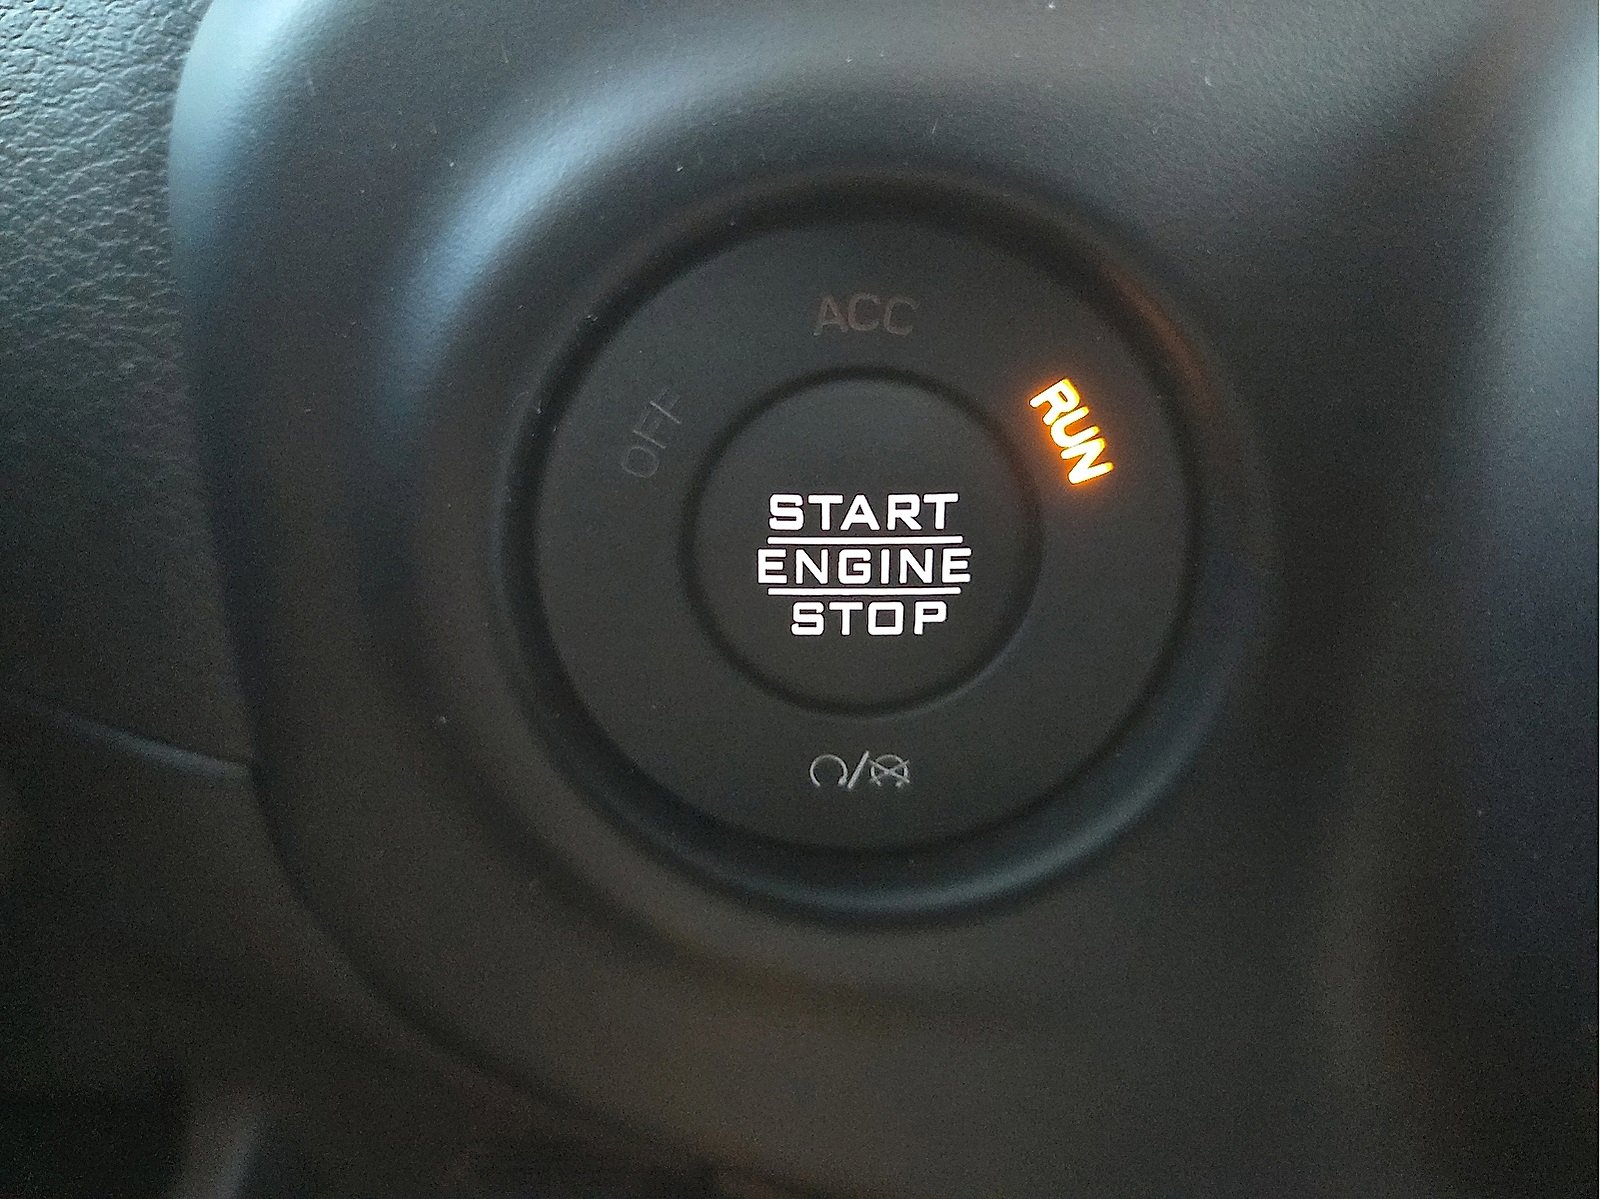 ACC
OFF
RUN
START
ENGINE
STOP